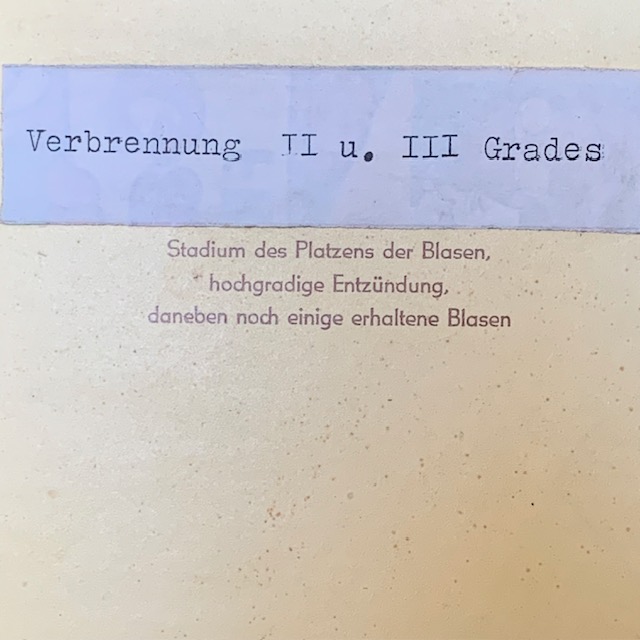 Verbrennung II u. III Grades
Stadium des Platzens der Blasen,
hochgradige Entzündung,
daneben noch einige erhaltene Blasen